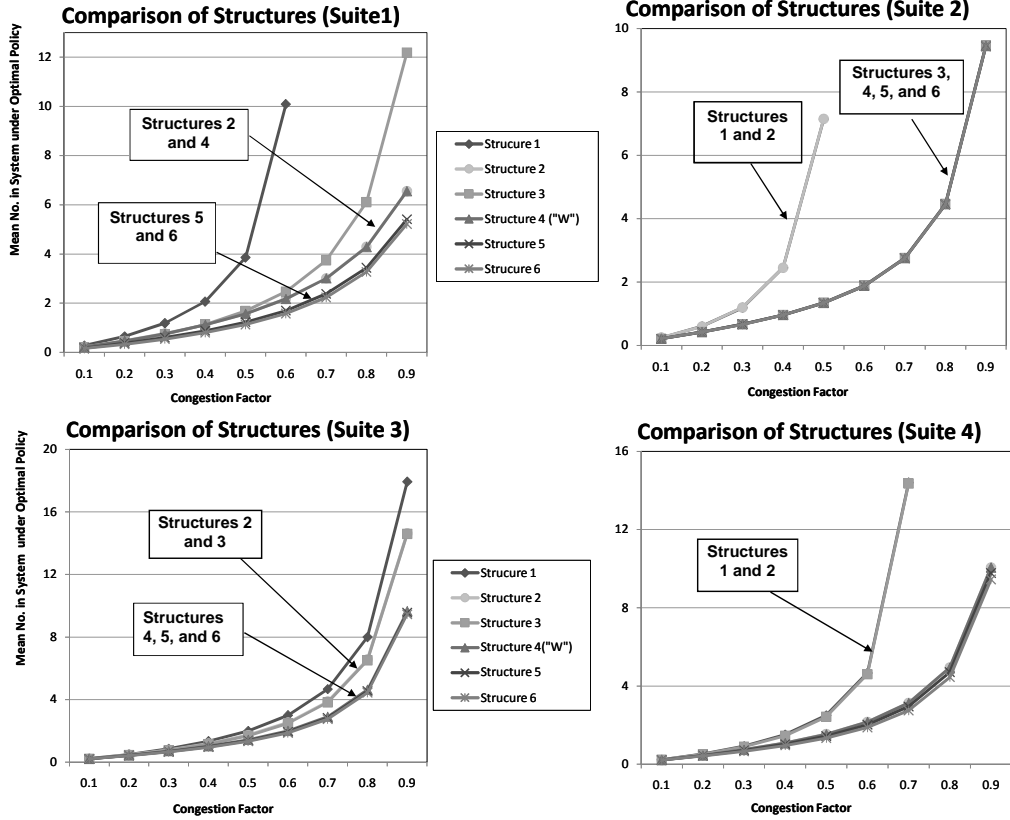 Comparison of Structures (Suite1)
Mean No. in System under Optimal Policy
12
10
8
6
4
2
0
Structures 2
and 4
Structures 5
and 6
0.1 0.2 0.3 0.4 0.5 0.6 0.7 0.8 0.9
Congestion Factor
Strucure 1
Structure 2
Structure 3
Structure 4 ("W")
Structure 5
Strucure 6
Comparison of Structures (Suite 2)
10
8
6
4
2
0
Structures
1 and 2
Structures 3,
4, 5, and 6
0.1 0.2 0.3 0.4 0.5 0.6 0.7 0.8 0.9
Congestion Factor
Comparison of Structures (Suite 3)
Mean No. in System under Optimal Policy
20
16
12
8
4
0
Structures 2
and 3
Structures
4, 5, and 6
0.1 0.2 0.3 0.4 0.5 0.6 0.7 0.8 0.9
Congestion Factor
Strucure 1
Structure 2
Structure 3
Structure 4("W")
Structure 5
Strucure 6
Comparison of Structures (Suite 4)
16
12
8
4
0
Structures
1 and 2
0.1 0.2 0.3 0.4 0.5 0.6 0.7 0.8 0.9
Congestion Factor